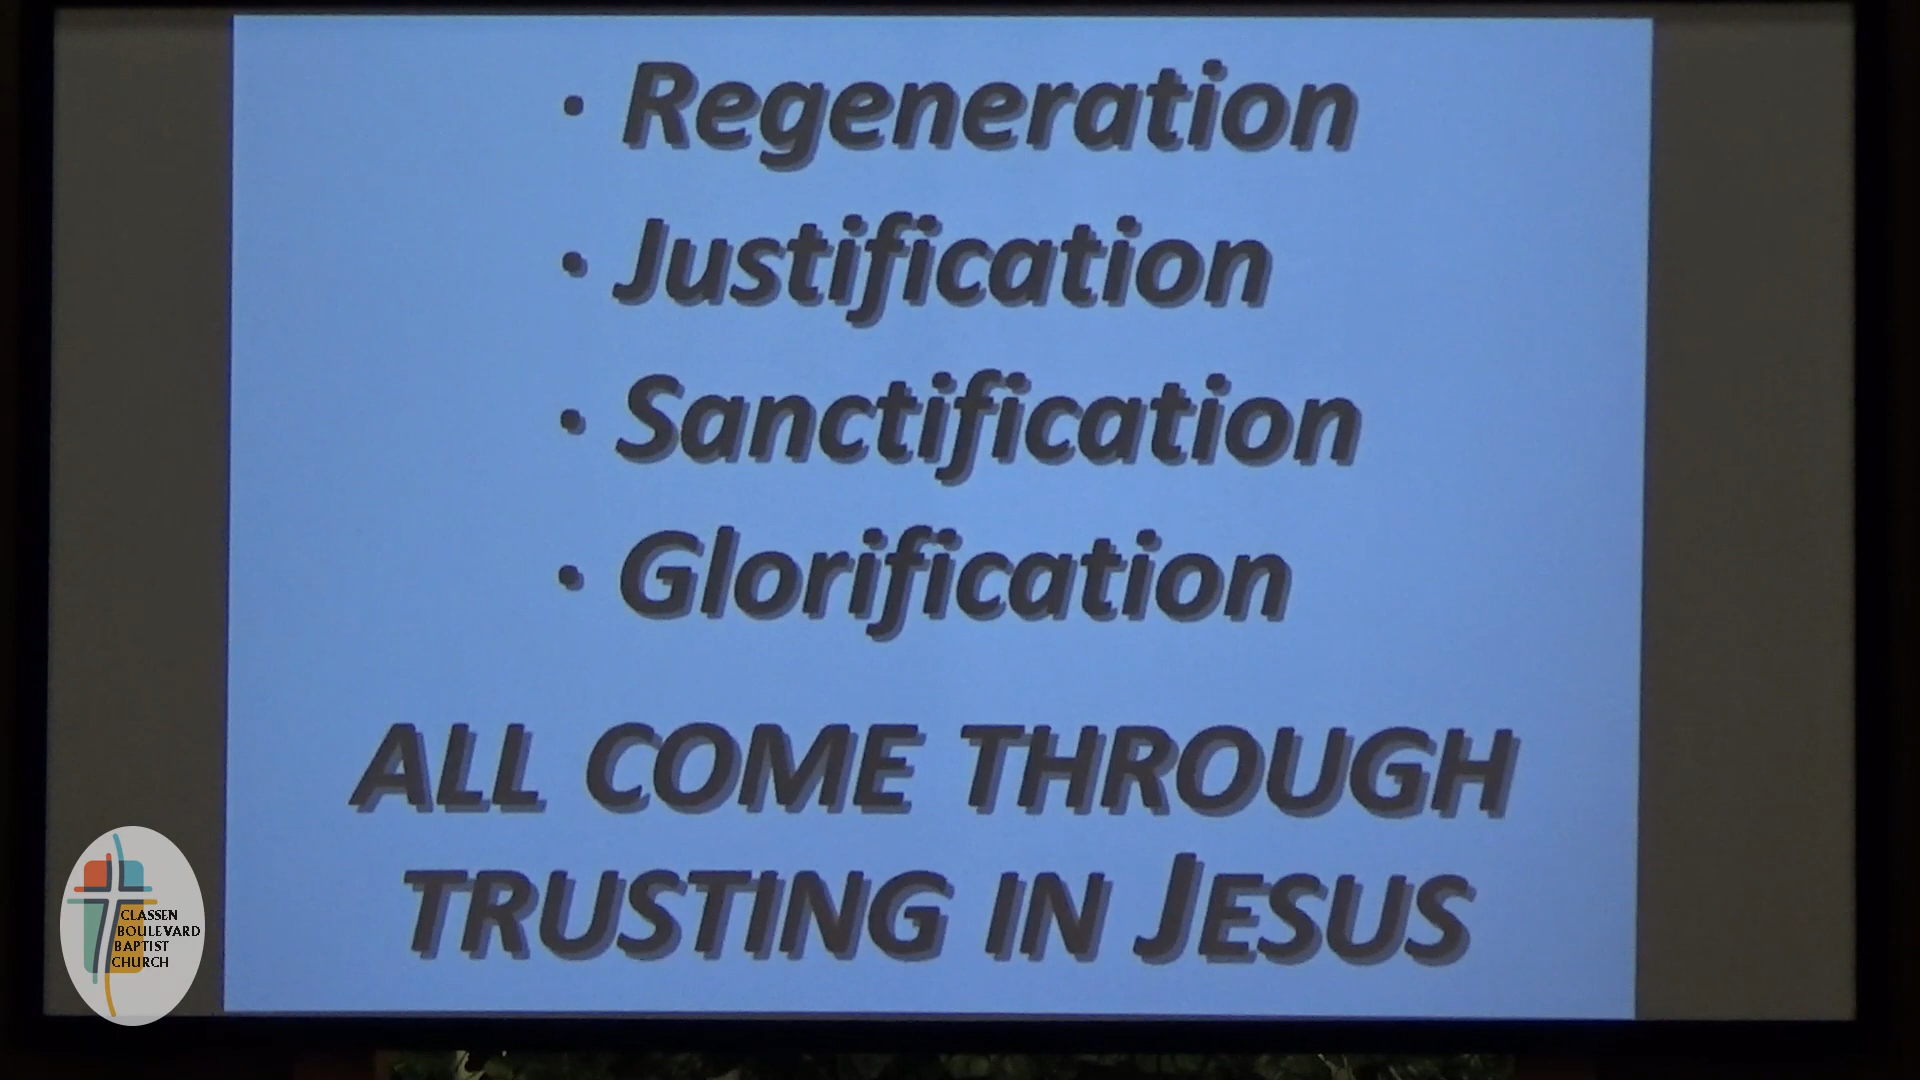 • Regeneration
• Justification
• Sanctification
• Glorification
ALL COME THROUGH
TRUSTING IN JESUS
CLASSEN
BOULEVARD
BAPTIST
CHURCH